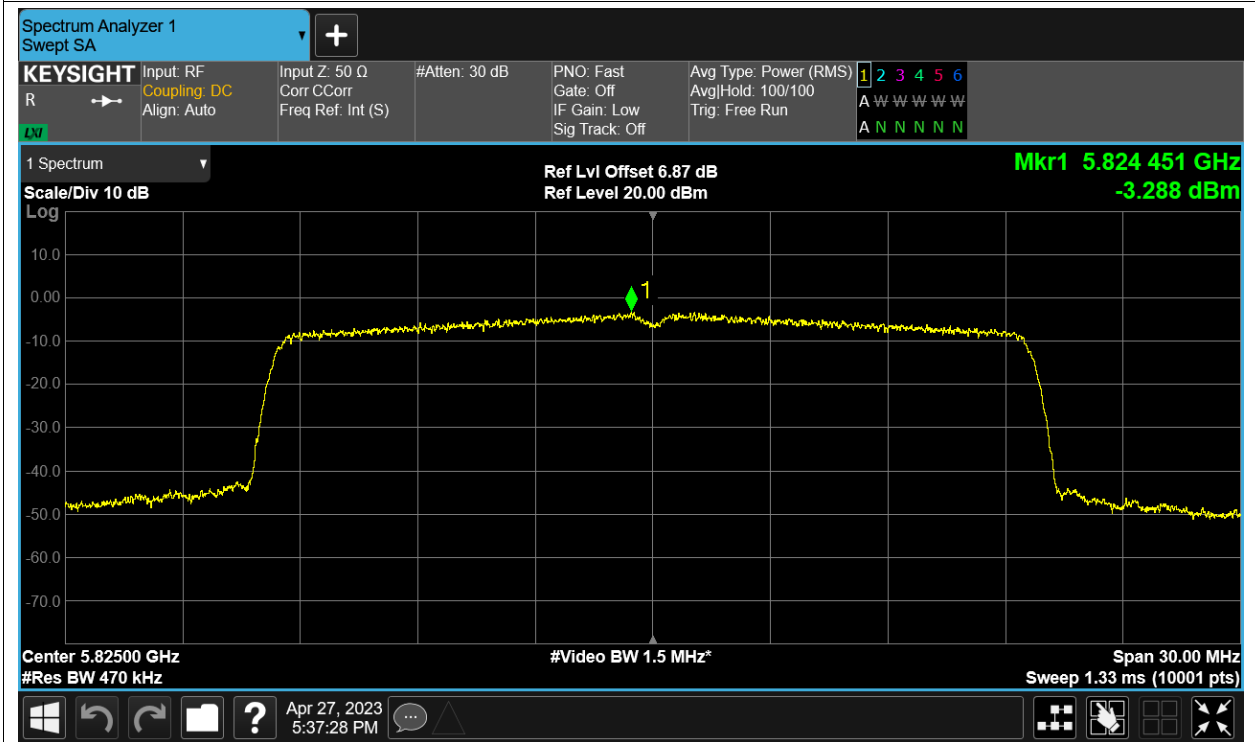 Spectrum Analyzer 1
Swept SA
+
KEYSIGHT
R
LXI
Input: RF
Coupling: DC
Align: Auto
Input Z: 50 Ω
Corr CCorr
Freq Ref: Int (S)
#Atten: 30 dB
PNO: Fast
Gate: Off
IF Gain: Low
Sig Track: Off
Avg Type: Power (RMS)
Avg|Hold: 100/100
Trig: Free Run
1 2 3 4 5 6
A W W W W W
A N N N N N
1 Spectrum
Scale/Div 10 dB
Log
Ref Lvl Offset 6.87 dB
Ref Level 20.00 dBm
Mkr1 5.824 451 GHz
-3.288 dBm
10.0
0.00
-10.0
-20.0
-30.0
-40.0
-50.0
-60.0
-70.0
1
Center 5.82500 GHz
#Res BW 470 kHz
#Video BW 1.5 MHz*
Span 30.00 MHz
Sweep 1.33 ms (10001 pts)
?
Apr 27, 2023
5:37:28 PM